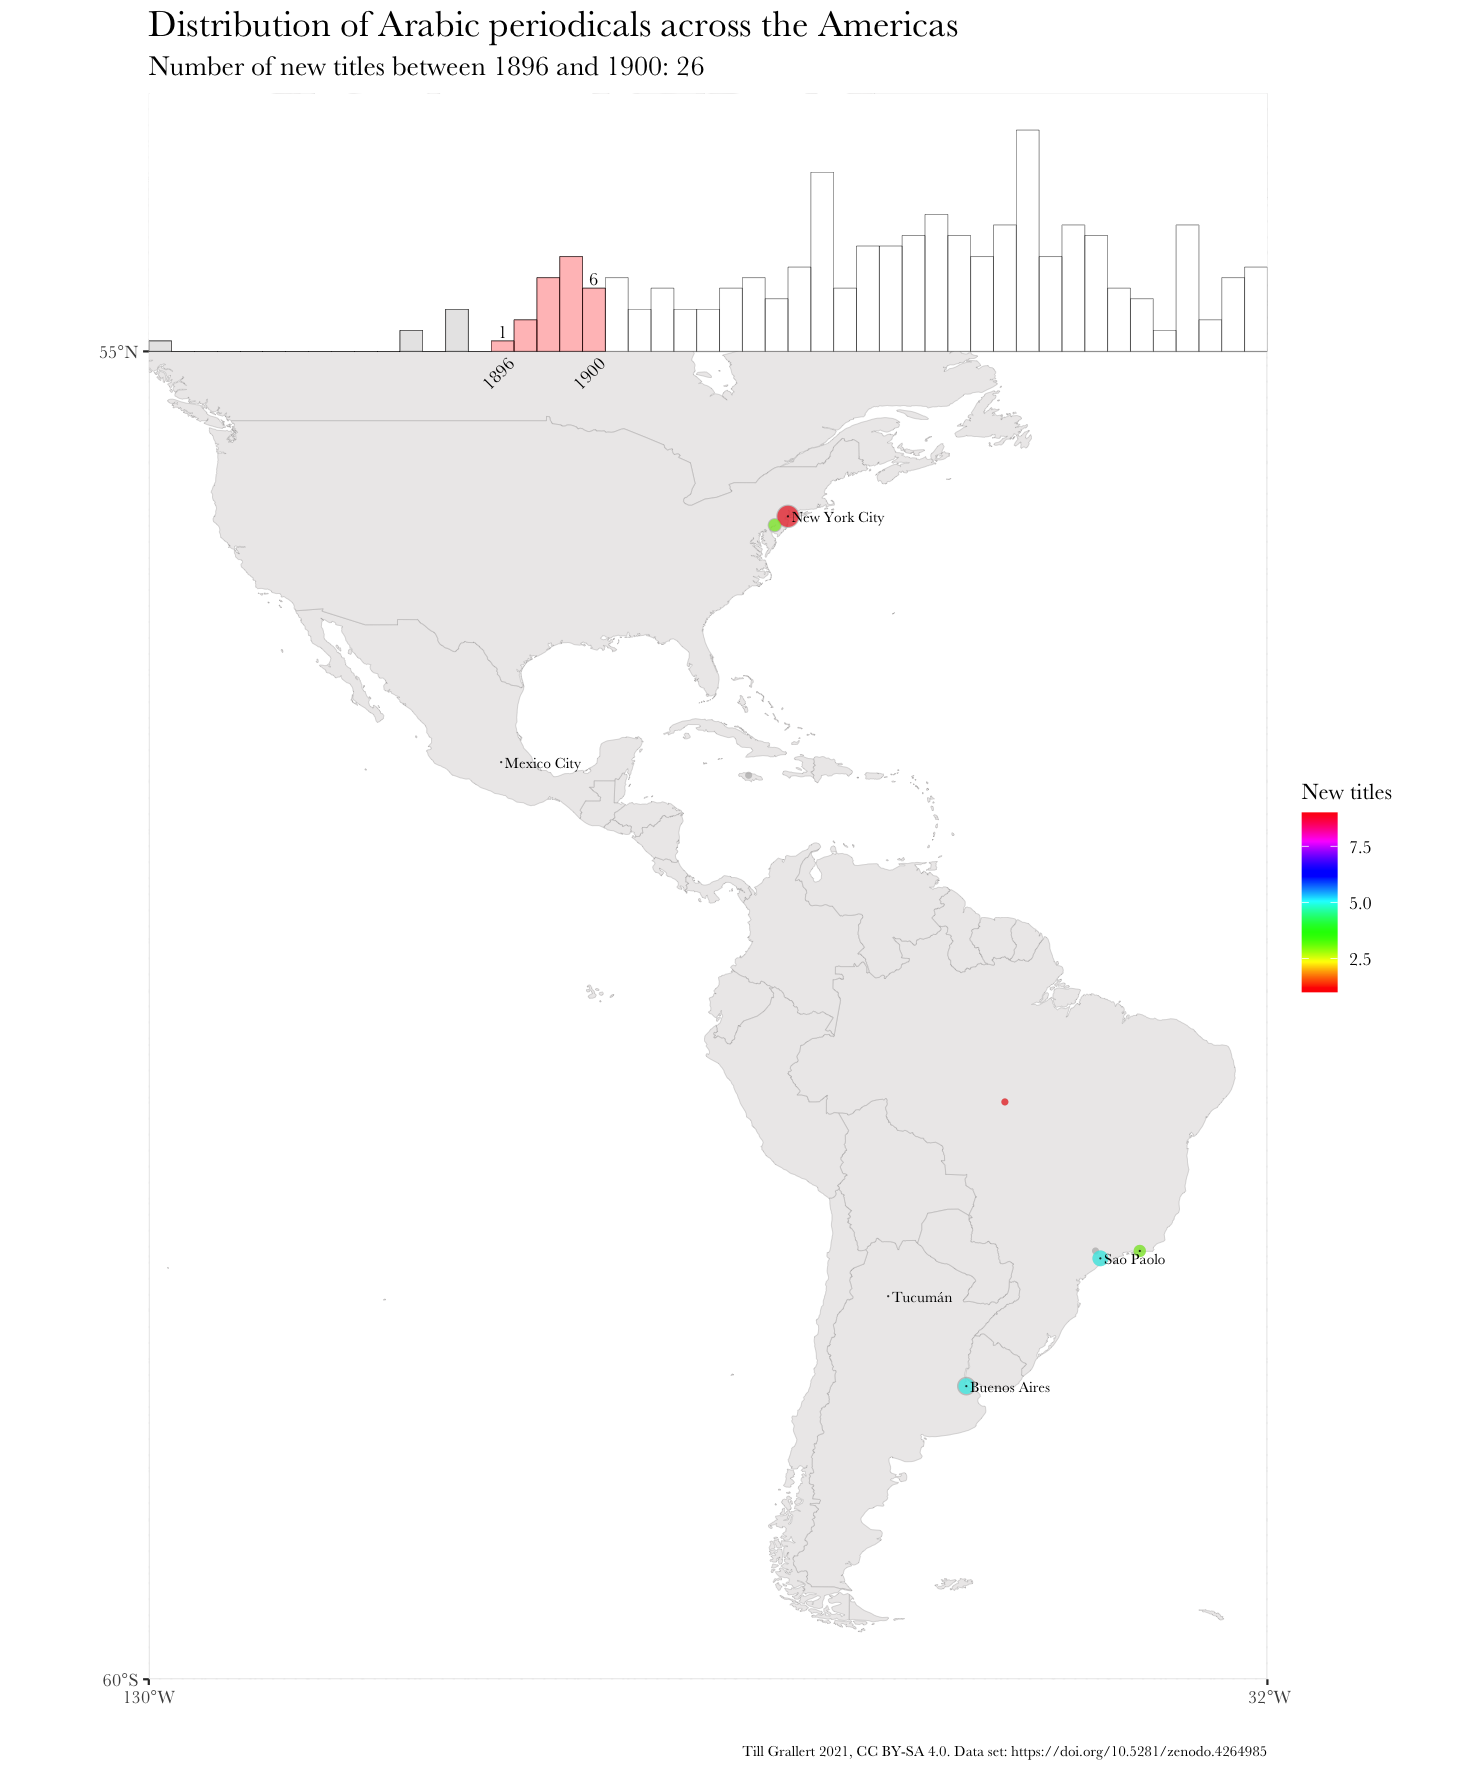 Distribution of Arabic periodicals across the Americas
Number of new titles between 1896 and 1900: 26
6
1
55°N
1896
1900
New York City
Mexico City
New titles
7.5
5.0
2.5
Sao Paolo
Tucumán
Buenos Aires
60°S
130°W
32°W
Till Grallert 2021, CC BY-SA 4.0. Data set: https://doi.org/10.5281/zenodo.4264985